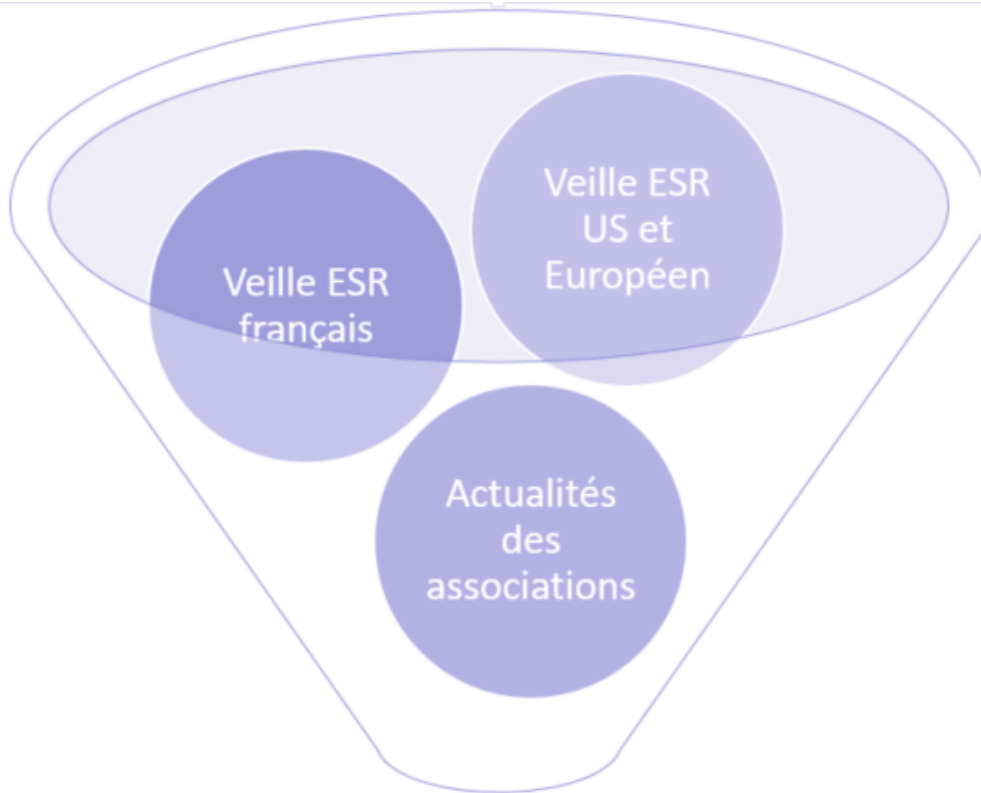 Veille ESR
français
Veille ESR
US et
Européen
Actualités
des
associations